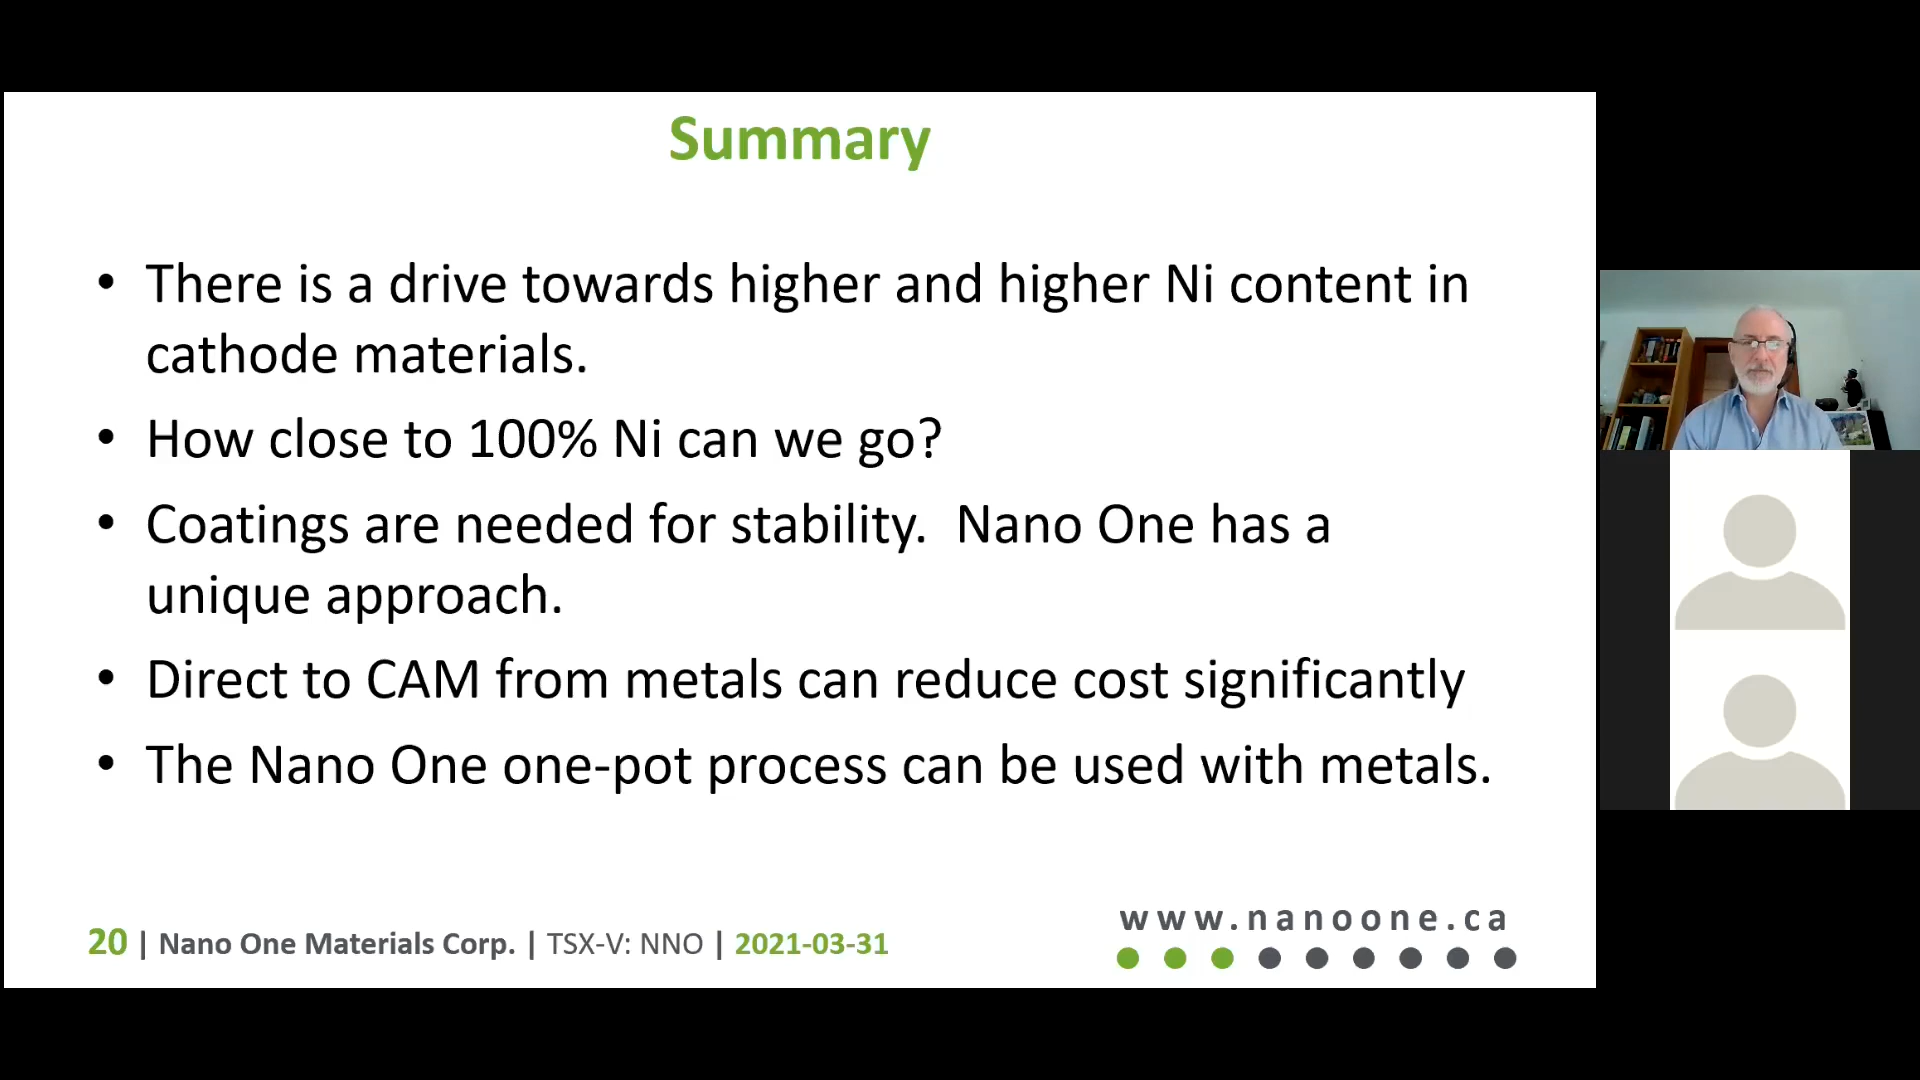 Summary
• There is a drive towards higher and higher Ni content in
cathode materials.
• How close to 100% Ni can we go?
• Coatings are needed for stability.  Nano One has a
unique approach.
• Direct to CAM from metals can reduce cost significantly
• The Nano One one-pot process can be used with metals.
20 | Nano One Materials Corp. | TSX-V: NNO | 2021-03-31
www.nanoone.ca